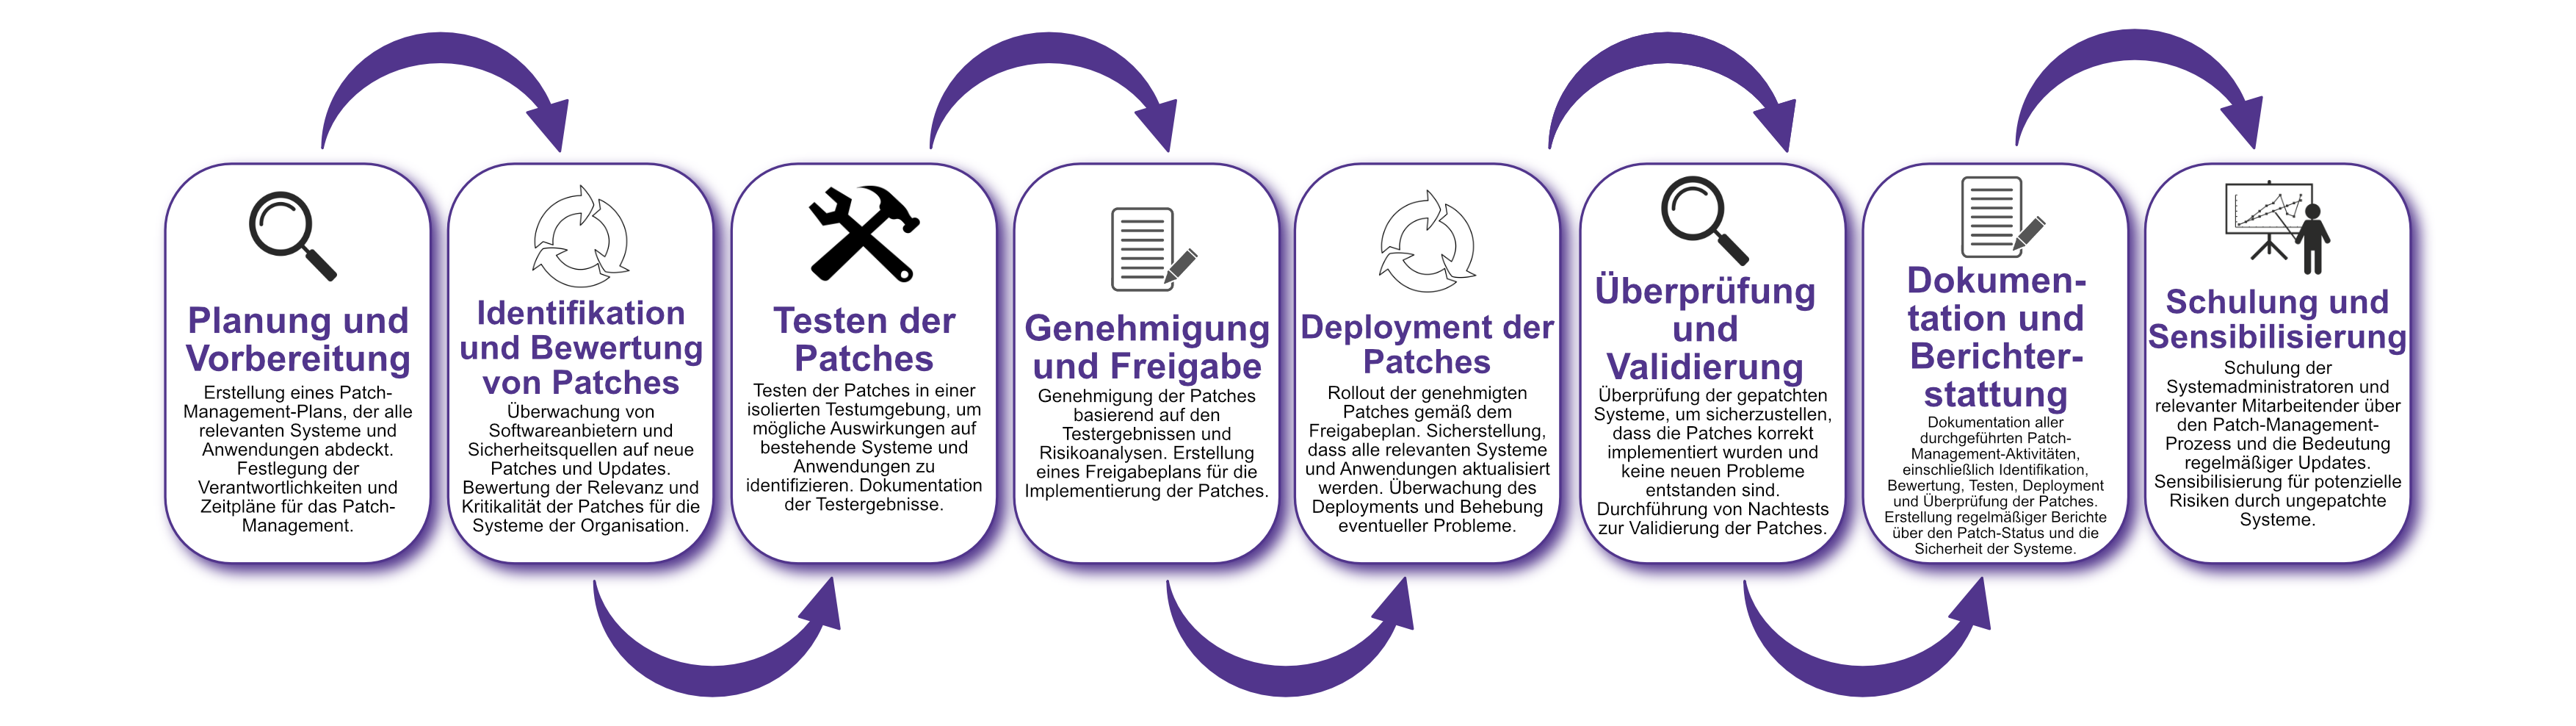 Planung und
Vorbereitung
Erstellung eines Patch-
Management-Plans, der alle
relevanten Systeme und
Anwendungen abdeckt.
Festlegung der
Verantwortlichkeiten und
Zeitpläne für das Patch-
Management.
Identifikation
und Bewertung
von Patches
Überwachung von
Softwareanbietern und
Sicherheitsquellen auf neue
Patches und Updates.
Bewertung der Relevanz und
Kritikalität der Patches für die
Systeme der Organisation.
Testen der
Patches
Testen der Patches in einer
isolierten Testumgebung, um
mögliche Auswirkungen auf
bestehende Systeme und
Anwendungen zu
identifizieren. Dokumentation
der Testergebnisse.
Genehmigung
und Freigabe
Genehmigung der Patches
basierend auf den
Testergebnissen und
Risikoanalysen. Erstellung
eines Freigabeplans für die
Implementierung der Patches.
Deployment der
Patches
Rollout der genehmigten
Patches gemäß dem
Freigabeplan. Sicherstellung,
dass alle relevanten Systeme
und Anwendungen aktualisiert
werden. Überwachung des
Deployments und Behebung
eventueller Probleme.
Überprüfung
und
Validierung
Überprüfung der gepatchten
Systeme, um sicherzustellen,
dass die Patches korrekt
implementiert wurden und
keine neuen Probleme
entstanden sind.
Durchführung von Nachtests
zur Validierung der Patches.
Dokumen-
tation und
Berichter-
stattung
Dokumentation aller
durchgeführten Patch-
Management-Aktivitäten,
einschließlich Identifikation,
Bewertung, Testen, Deployment
und Überprüfung der Patches.
Erstellung regelmäßiger Berichte
über den Patch-Status und die
Sicherheit der Systeme.
Schulung und
Sensibilisierung
Schulung der
Systemadministratoren und
relevanter Mitarbeitender über
den Patch-Management-
Prozess und die Bedeutung
regelmäßiger Updates.
Sensibilisierung für potenzielle
Risiken durch ungepatchte
Systeme.